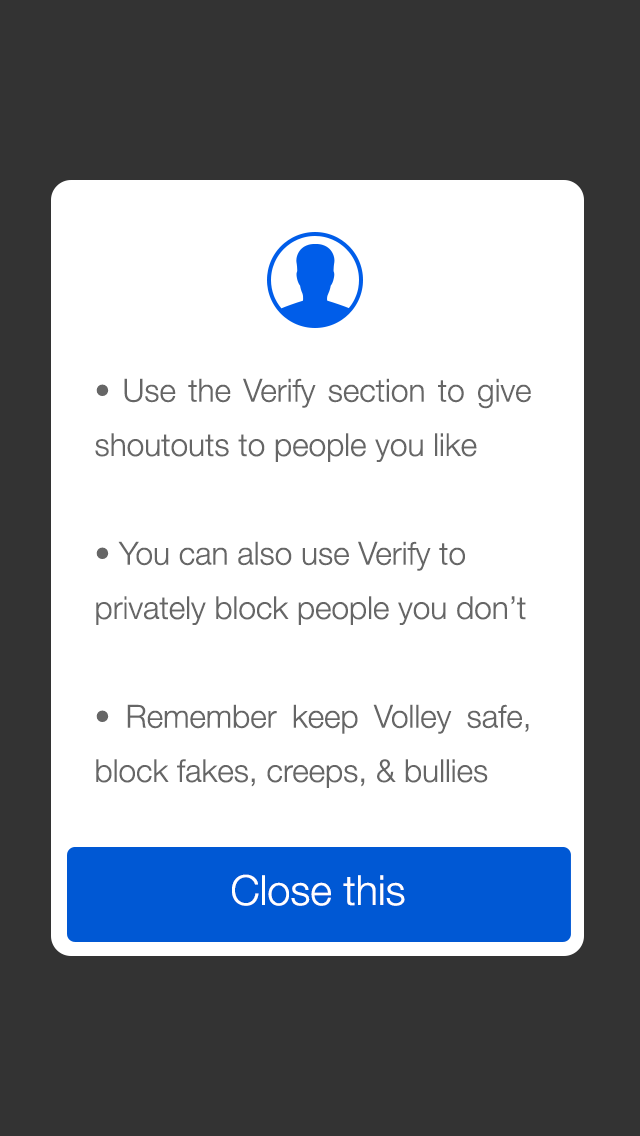 • Use the Verify section to give
shoutouts to people you like
• You can also use Verify to
privately block people you don’t
• Remember keep Volley safe,
block fakes, creeps, & bullies
Close this